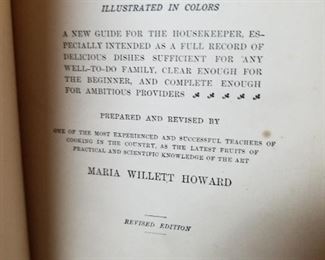 ILLUSTRATED IN COLORS
A NEW GUIDE FOR THE HOUSEKEEPER, ES-
PECIALLY INTENDED AS A FULL RECORD OF
DELICIOUS DISHES SUFFICIENT FOR ANY
WELL-TO-DO FAMILY, CLEAR ENOUGH FOR
THE BEGINNER, AND COMPLETE ENOUGH
FOR AMBITIOUS PROVIDERS
PREPARED AND REVISED BY
ONE OF THE MOST EXPERIENCED AND SUCCESSFUL TEACHERS OF
COOKING IN THE COUNTRY, AS THE LATEST FRUITS OF
PRACTICAL AND SCIENTIFIC KNOWLEDGE OF THE ART
MARIA WILLETT HOWARD
REVISED EDITION